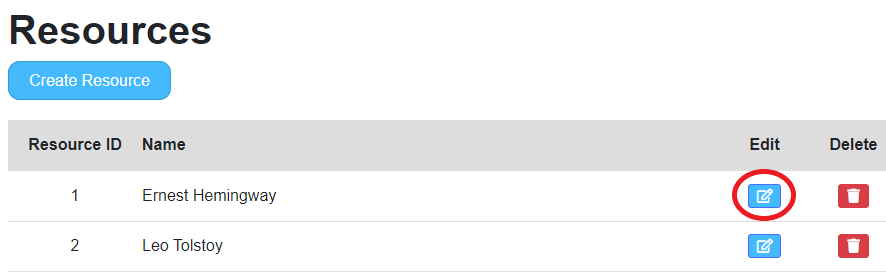 Resources
Create Resource
Resource ID Name Edit Delete
1 Ernest Hemingway
2 Leo Tolstoy